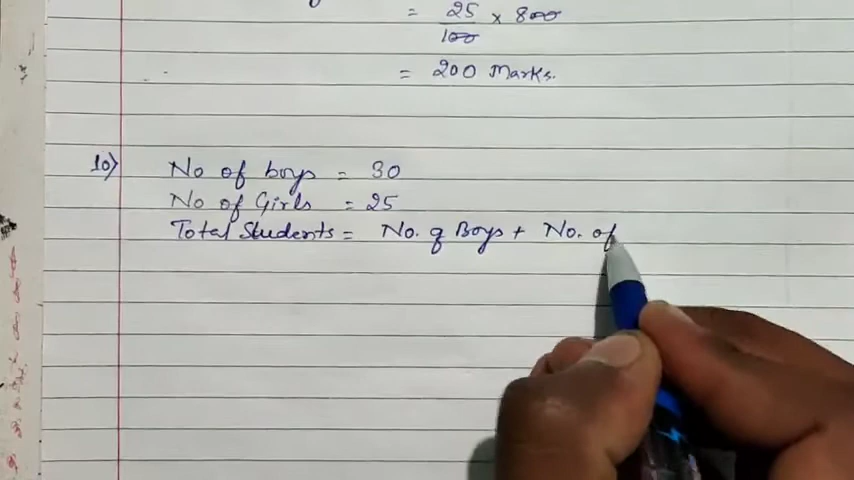 = 25/100 × 800
= 200 Marks.
10) No of boys = 30
No of Girls = 25
Total Students = No. of Boys + No. of